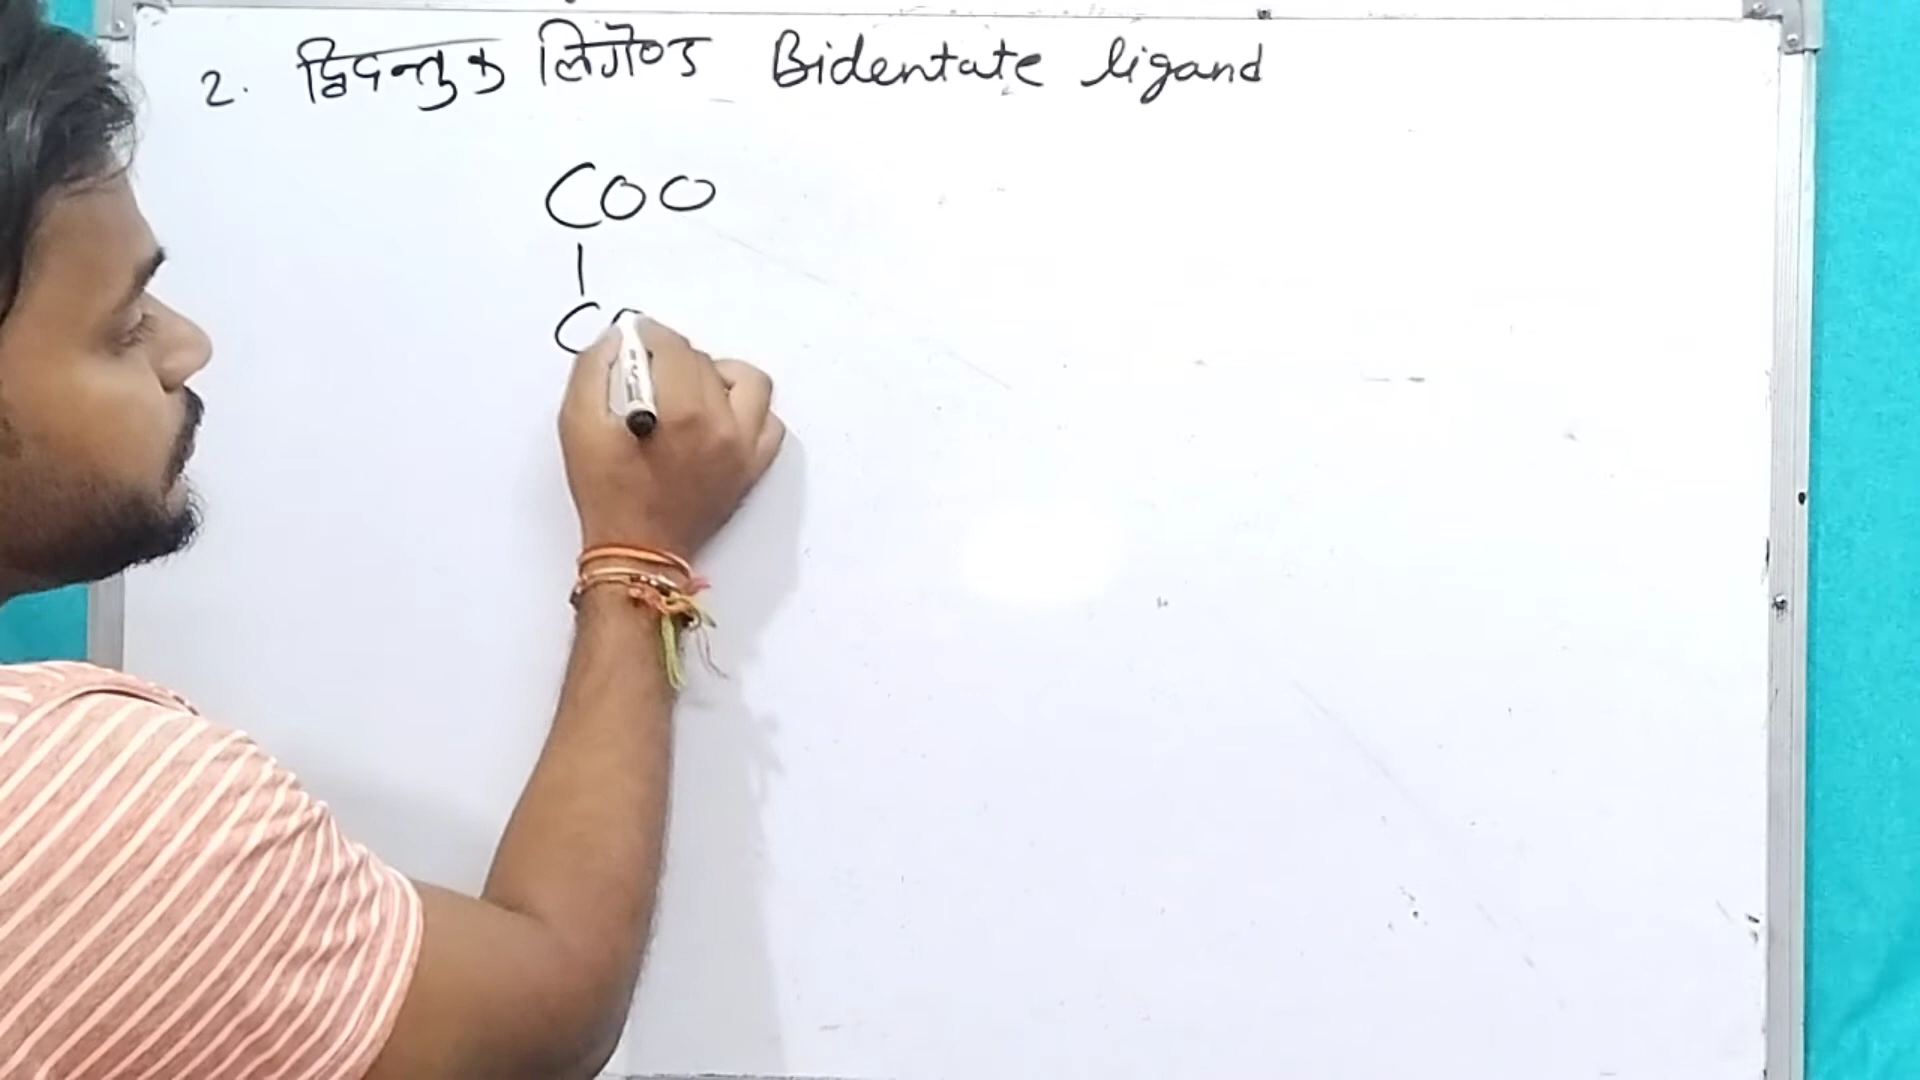 2. द्विदन्तुक लिगेण्ड Bidentate ligand
COO
|
C